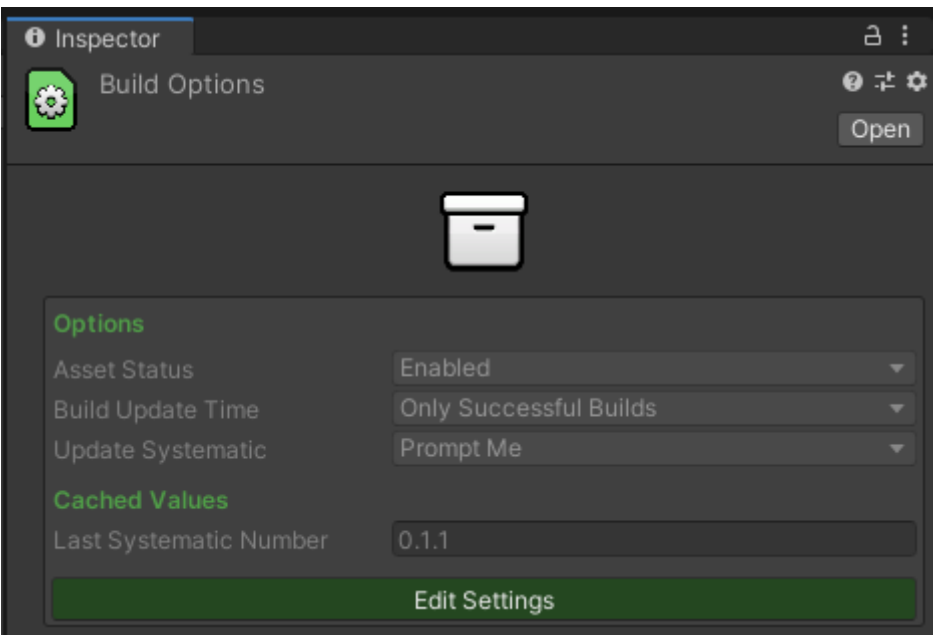 Inspector
Build Options
Open
Options
Asset Status Enabled
Build Update Time Only Successful Builds
Update Systematic Prompt Me
Cached Values
Last Systematic Number 0.1.1
Edit Settings